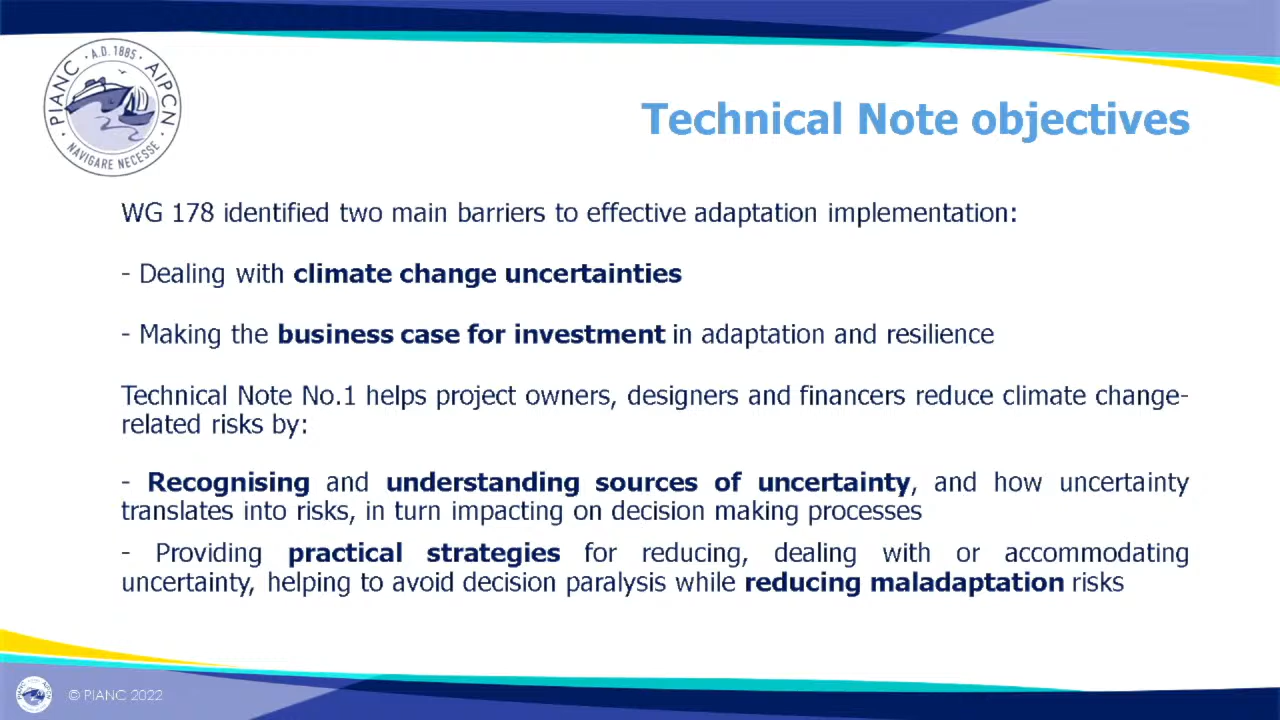 PIANC · A.D. 1885 · AIPCN
NAVIGARE NECESSE
Technical Note objectives
WG 178 identified two main barriers to effective adaptation implementation:
- Dealing with climate change uncertainties
- Making the business case for investment in adaptation and resilience
Technical Note No.1 helps project owners, designers and financers reduce climate change-
related risks by:
- Recognising and understanding sources of uncertainty, and how uncertainty
translates into risks, in turn impacting on decision making processes
- Providing practical strategies for reducing, dealing with or accommodating
uncertainty, helping to avoid decision paralysis while reducing maladaptation risks
© PIANC 2022